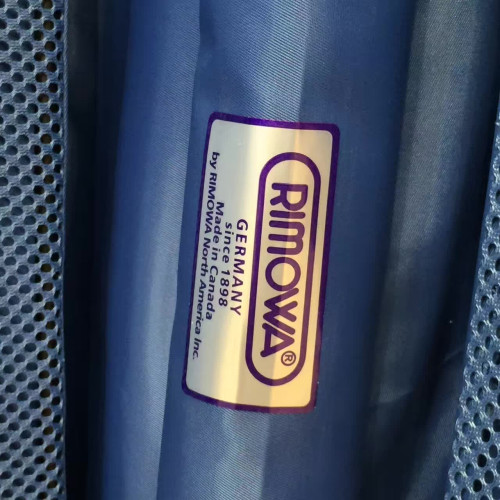 RIMOWA®
GERMANY
since 1898
Made in Canada
by RIMOWA North America Inc.